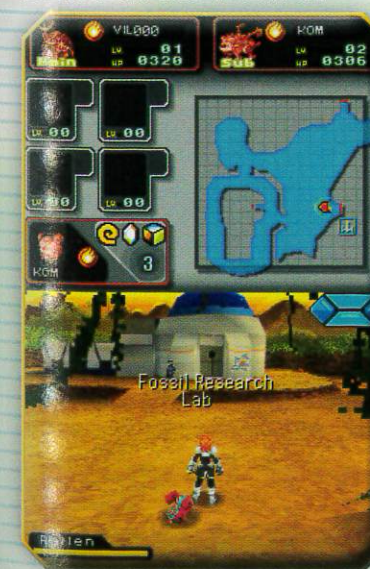 VIL000
LV 01
Main HP 0320
KOM
LV 02
Sub HP 0306
LV 00
LV 00
LV 00
LV 00
KOM
3
Fossil Research
Lab